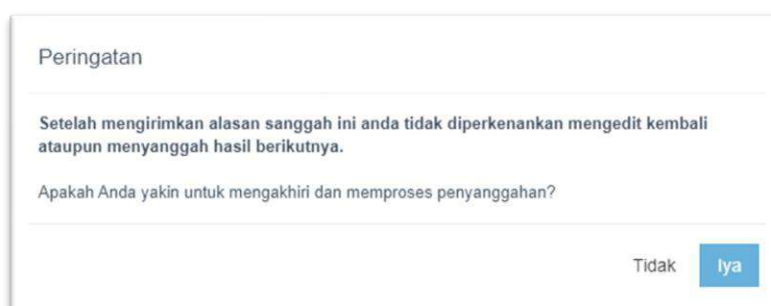 Peringatan
Setelah mengirimkan alasan sanggah ini anda tidak diperkenankan mengedit kembali
ataupun menyanggah hasil berikutnya.
Apakah Anda yakin untuk mengakhiri dan memproses penyanggahan?
Tidak Iya